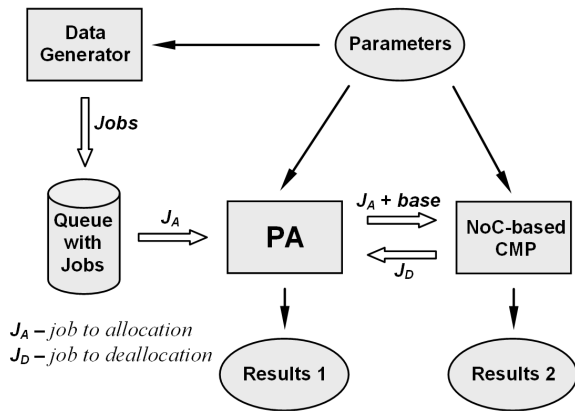 Data
Generator
Parameters
Jobs
Queue
with
Jobs
J_A
PA
J_A + base
J_D
NoC-based
CMP
J_A – job to allocation
J_D – job to deallocation
Results 1
Results 2